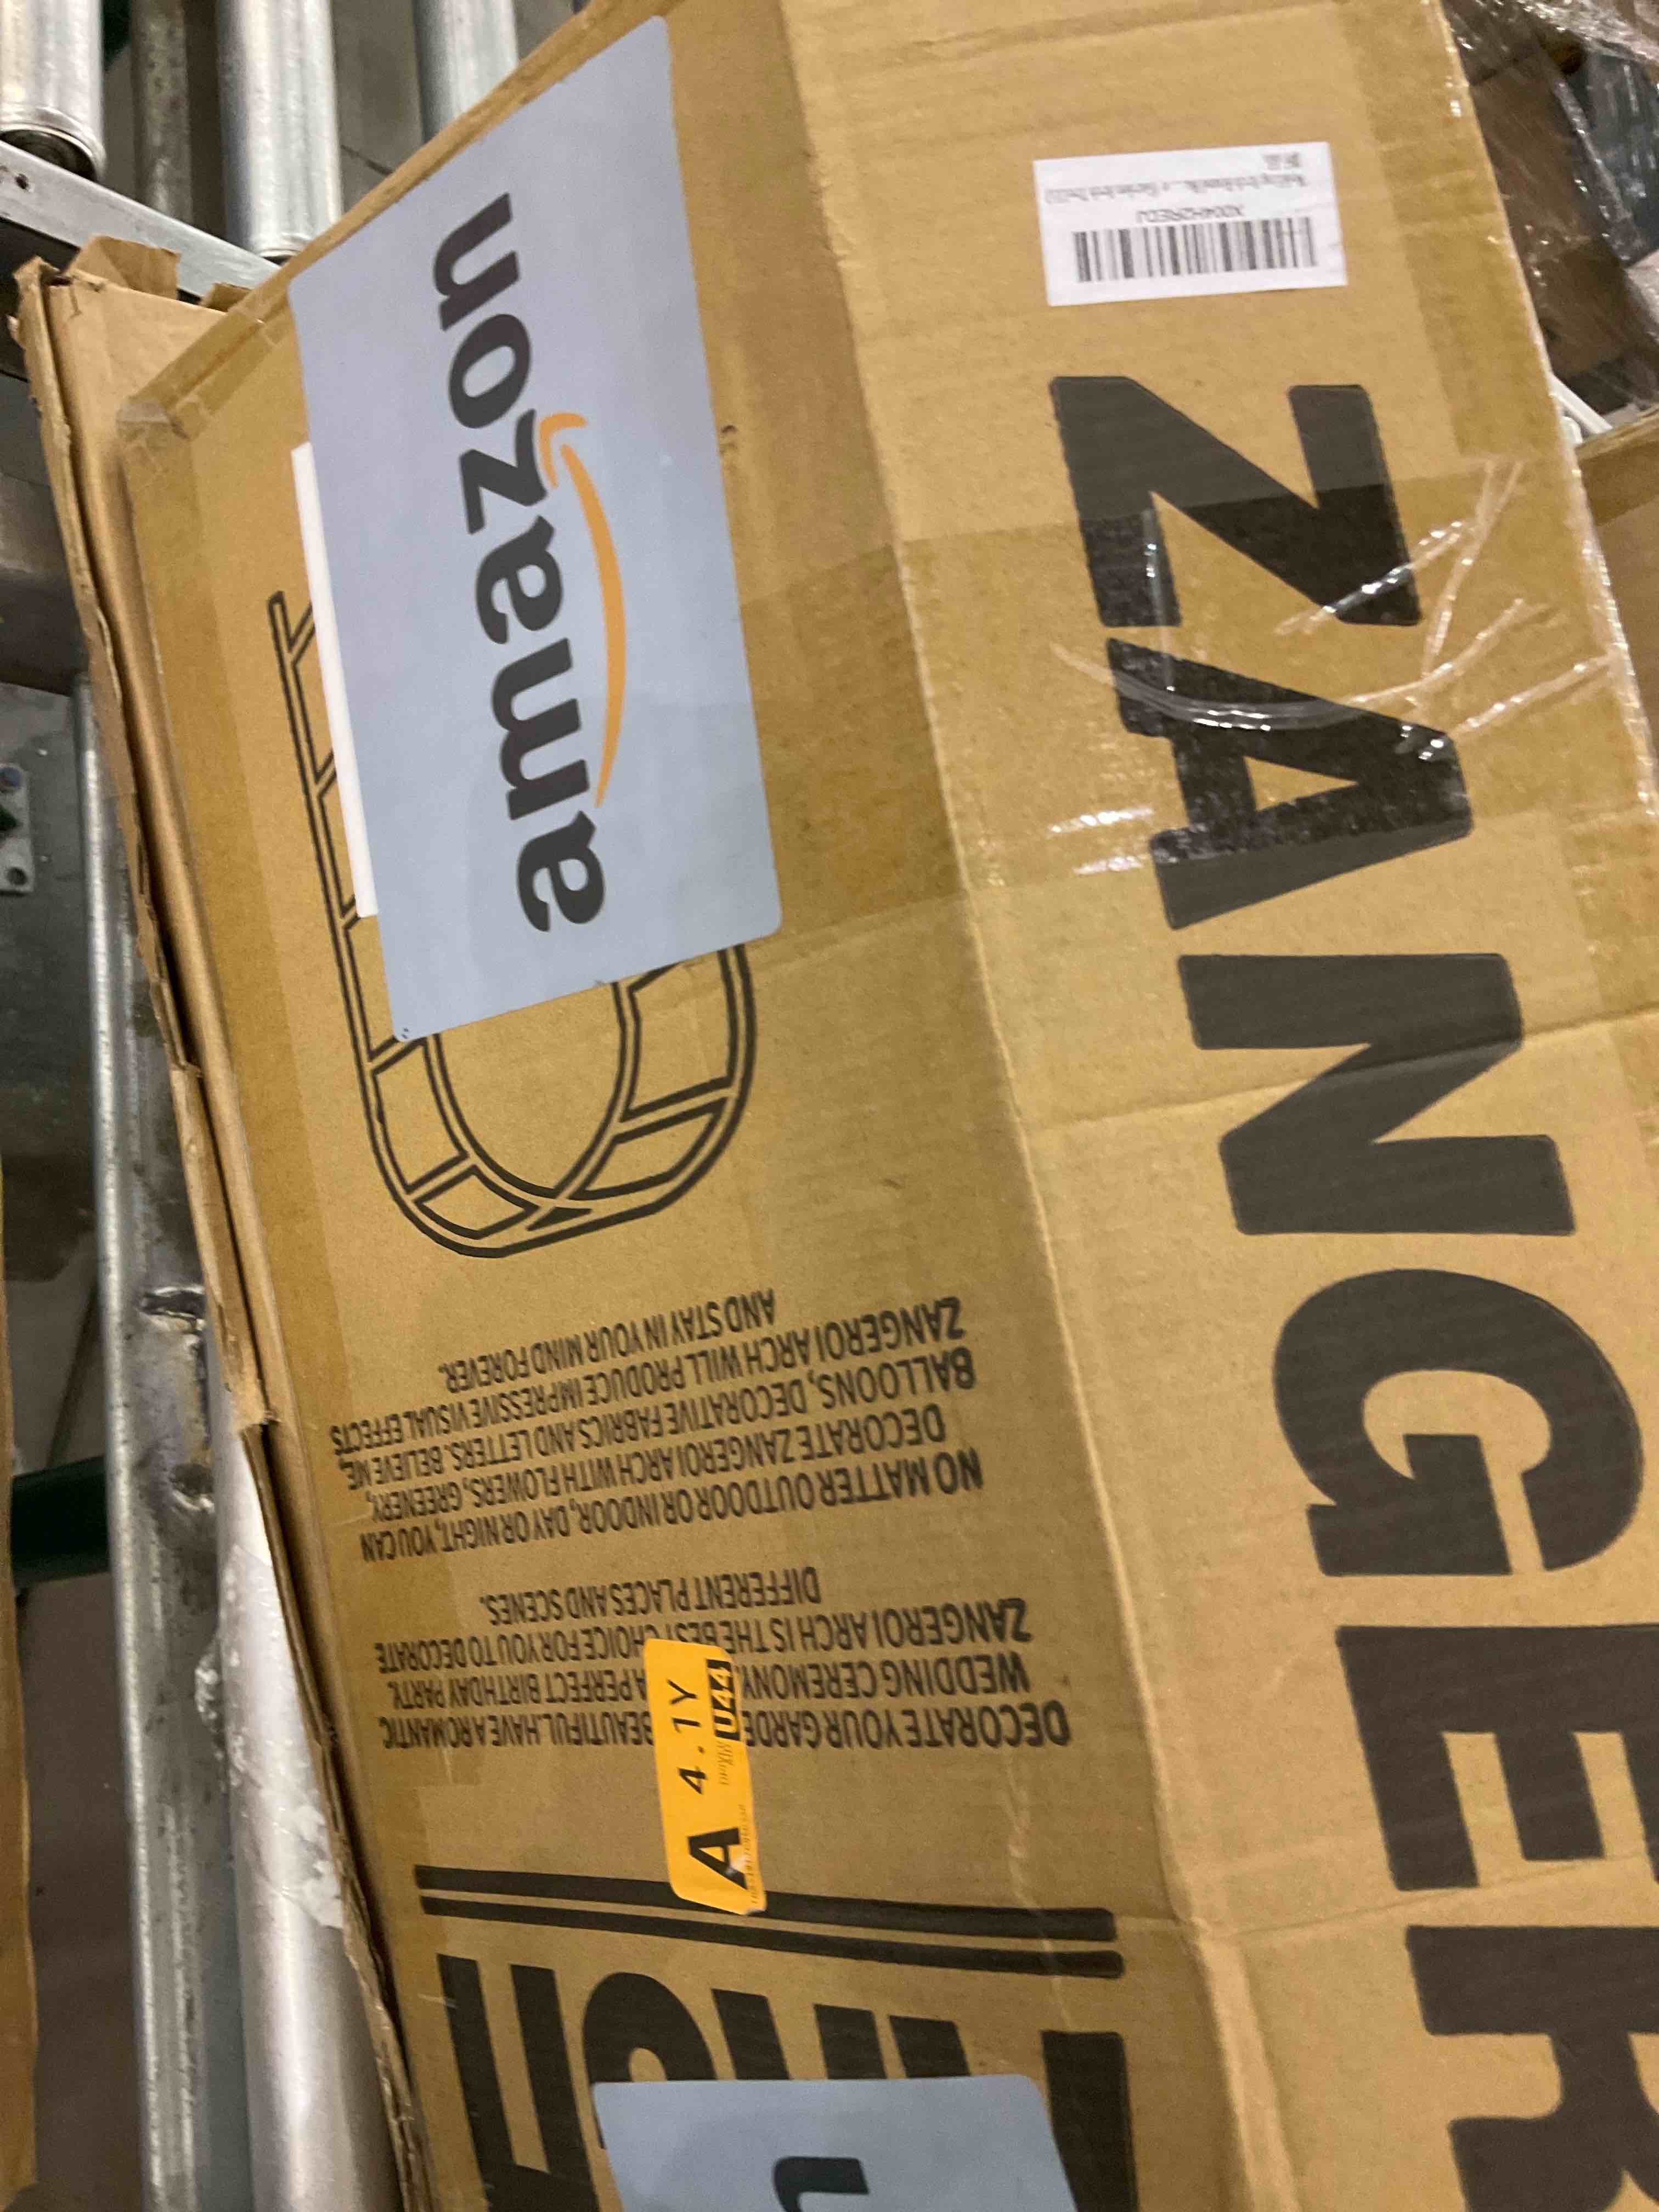 amazon
X004H2REDJ
ZANGER
DECORATE YOUR GARDE BEAUTIFUL. HAVE A ROMANTIC
WEDDING CEREMONY, A PERFECT BIRTHDAY PARTY.
ZANGEROI ARCH IS THE BEST CHOICE FOR YOU TO DECORATE
DIFFERENT PLACES AND SCENES.
NO MATTER OUTDOOR OR INDOOR, DAY OR NIGHT, YOU CAN
DECORATE ZANGEROI ARCH WITH FLOWERS, GREENERY,
BALLOONS, DECORATIVE FABRICS AND LETTERS. BELIEVE ME,
ZANGEROI ARCH WILL PRODUCE IMPRESSIVE VISUAL EFFECTS
AND STAY IN YOUR MIND FOREVER.
A 4.1Y
U44